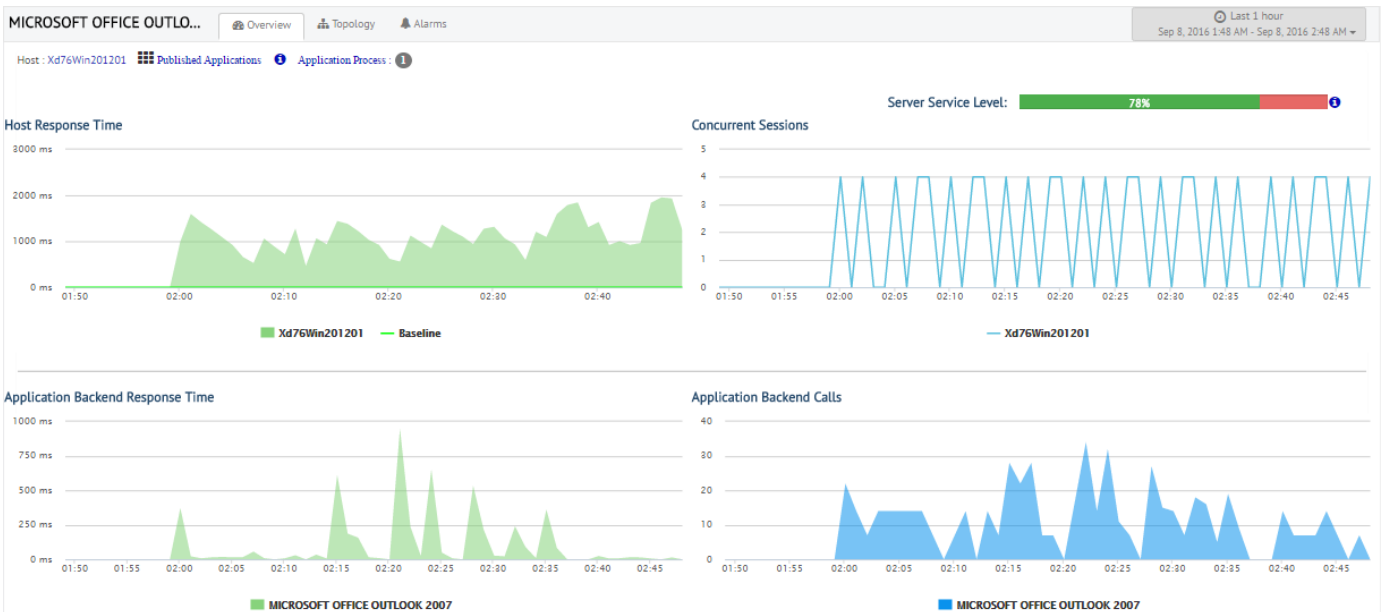 MICROSOFT OFFICE OUTLO... Overview Topology Alarms Last 1 hour
Sep 8, 2016 1:48 AM - Sep 8, 2016 2:48 AM
Host : Xd76Win201201 Published Applications i Application Process : 1
Server Service Level: 78% i
Host Response Time
3000 ms
2000 ms
1000 ms
0 ms
01:50 02:00 02:10 02:20 02:30 02:40
Xd76Win201201 Baseline
Concurrent Sessions
5
4
3
2
1
0
01:50 01:55 02:00 02:05 02:10 02:15 02:20 02:25 02:30 02:35 02:40 02:45
Xd76Win201201
Application Backend Response Time
1000 ms
750 ms
500 ms
250 ms
0 ms
01:50 01:55 02:00 02:05 02:10 02:15 02:20 02:25 02:30 02:35 02:40 02:45
MICROSOFT OFFICE OUTLOOK 2007
Application Backend Calls
40
30
20
10
0
01:50 01:55 02:00 02:05 02:10 02:15 02:20 02:25 02:30 02:35 02:40 02:45
MICROSOFT OFFICE OUTLOOK 2007